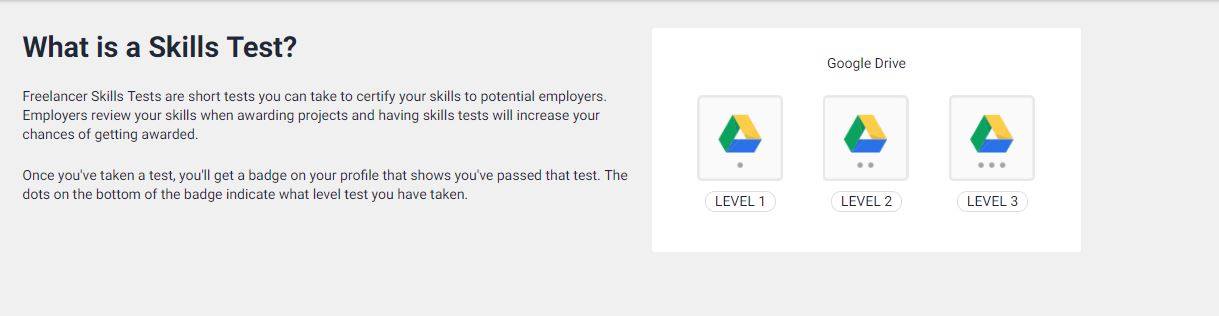 What is a Skills Test?
Freelancer Skills Tests are short tests you can take to certify your skills to potential employers.
Employers review your skills when awarding projects and having skills tests will increase your
chances of getting awarded.
Once you've taken a test, you'll get a badge on your profile that shows you've passed that test. The
dots on the bottom of the badge indicate what level test you have taken.
Google Drive
LEVEL 1
LEVEL 2
LEVEL 3